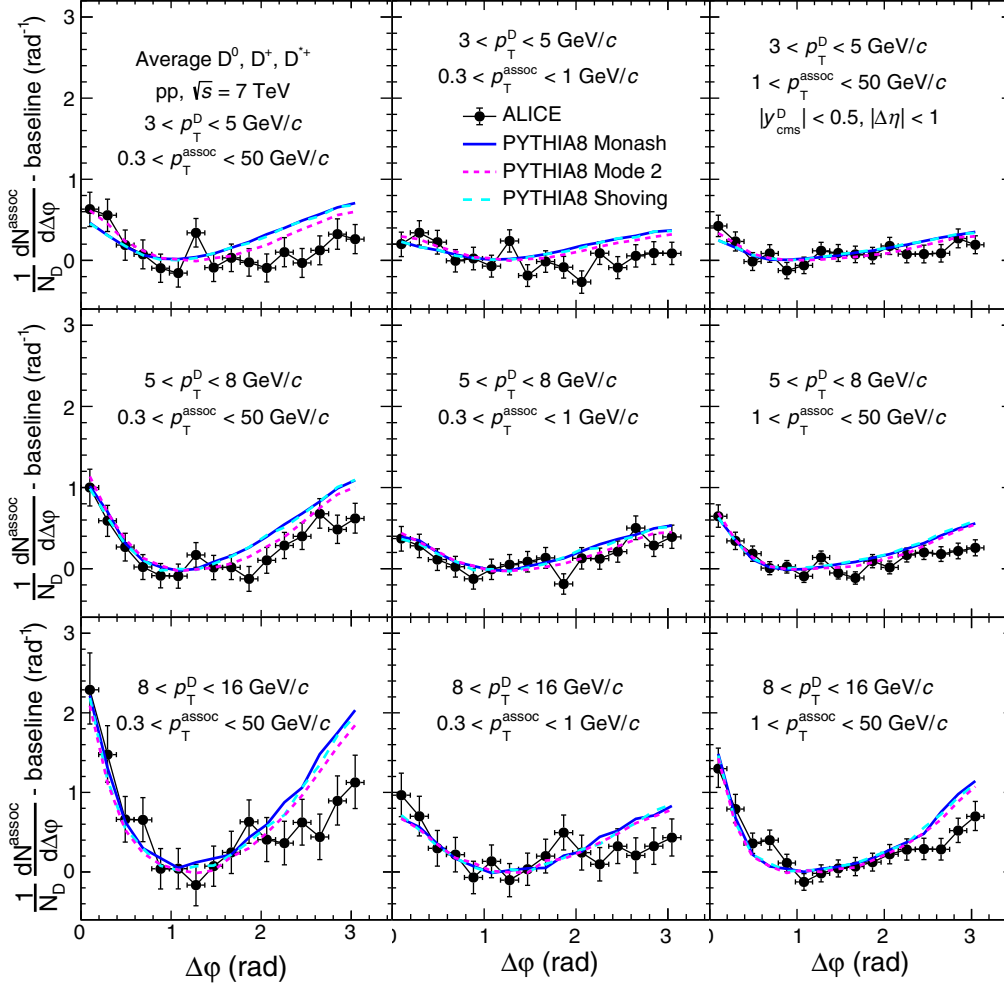 3
2
1
0
1/N_D dN^assoc/dΔφ - baseline (rad⁻¹)
Average D⁰, D⁺, D*⁺
pp, √s = 7 TeV
3 < p_T^D < 5 GeV/c
0.3 < p_T^assoc < 50 GeV/c
3 < p_T^D < 5 GeV/c
0.3 < p_T^assoc < 1 GeV/c
ALICE
PYTHIA8 Monash
PYTHIA8 Mode 2
PYTHIA8 Shoving
3 < p_T^D < 5 GeV/c
1 < p_T^assoc < 50 GeV/c
|y_cms^D| < 0.5, |Δη| < 1
3
2
1
0
1/N_D dN^assoc/dΔφ - baseline (rad⁻¹)
5 < p_T^D < 8 GeV/c
0.3 < p_T^assoc < 50 GeV/c
5 < p_T^D < 8 GeV/c
0.3 < p_T^assoc < 1 GeV/c
5 < p_T^D < 8 GeV/c
1 < p_T^assoc < 50 GeV/c
3
2
1
0
1/N_D dN^assoc/dΔφ - baseline (rad⁻¹)
8 < p_T^D < 16 GeV/c
0.3 < p_T^assoc < 50 GeV/c
8 < p_T^D < 16 GeV/c
0.3 < p_T^assoc < 1 GeV/c
8 < p_T^D < 16 GeV/c
1 < p_T^assoc < 50 GeV/c
0 1 2 3
0 1 2 3
0 1 2 3
Δφ (rad)
Δφ (rad)
Δφ (rad)